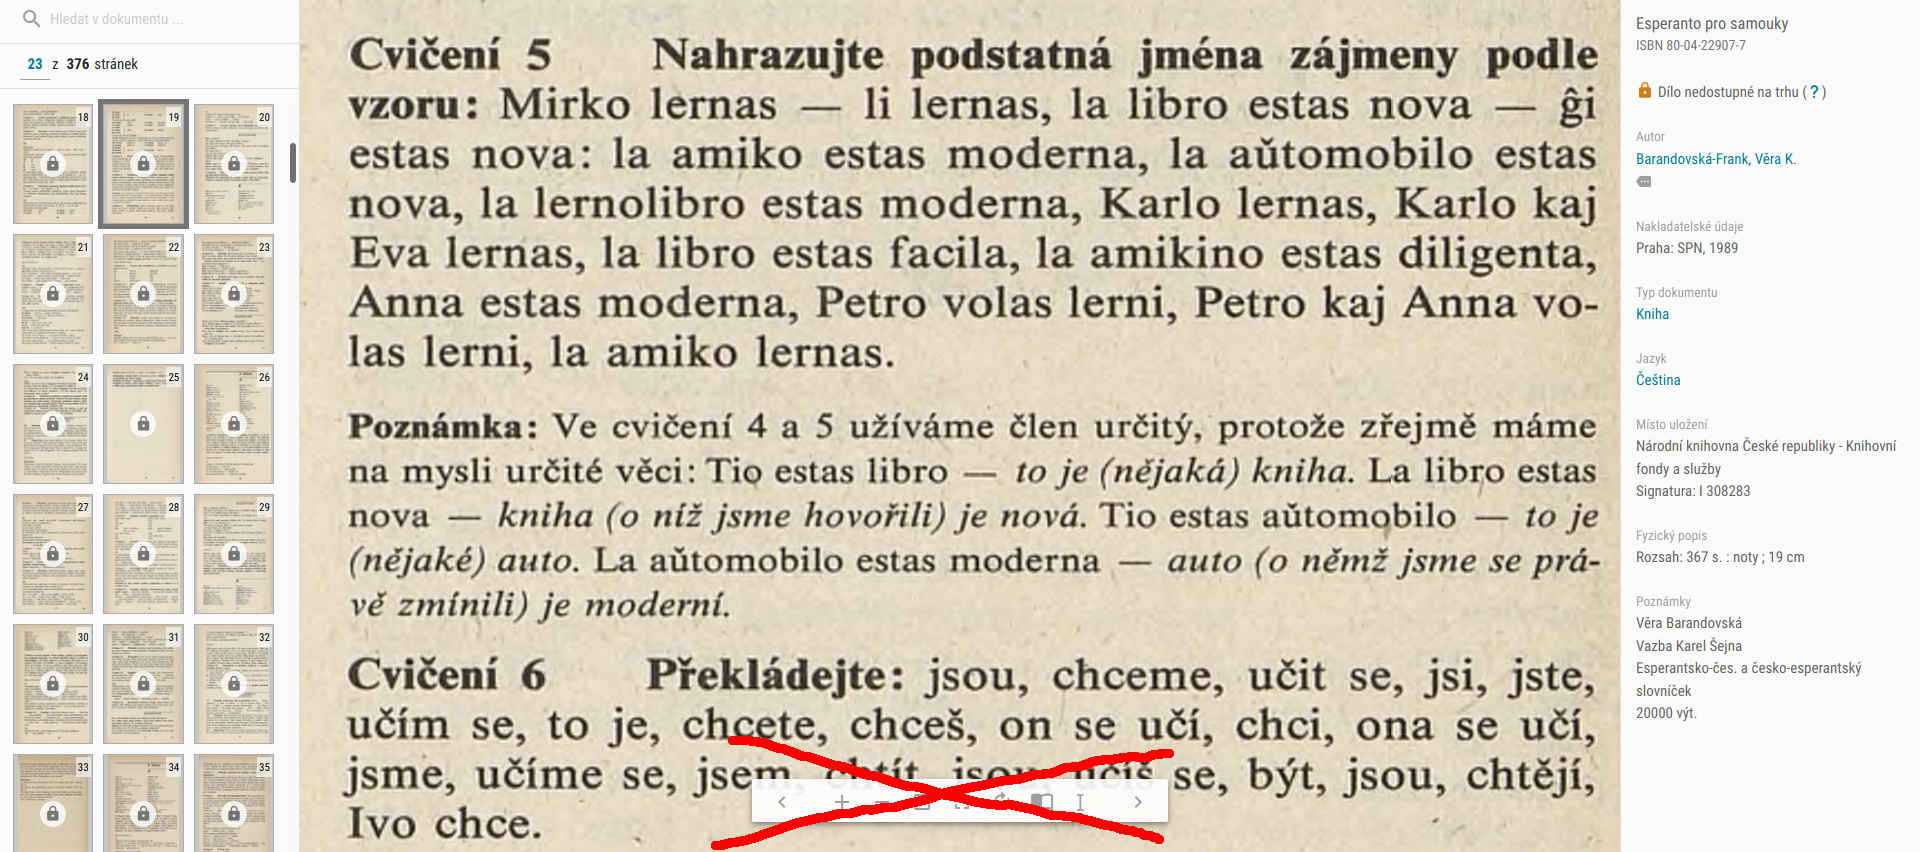 Hledat v dokumentu ...
23 z 376 stránek
18 19 20
21 22 23
24 25 26
27 28 29
30 31 32
33 34 35
Cvičení 5 Nahrazujte podstatná jména zájmeny podle
vzoru: Mirko lernas — li lernas, la libro estas nova — ĝi
estas nova: la amiko estas moderna, la aŭtomobilo estas
nova, la lernolibro estas moderna, Karlo lernas, Karlo kaj
Eva lernas, la libro estas facila, la amikino estas diligenta,
Anna estas moderna, Petro volas lerni, Petro kaj Anna vo-
las lerni, la amiko lernas.
Poznámka: Ve cvičení 4 a 5 užíváme člen určitý, protože zřejmě máme
na mysli určité věci: Tio estas libro — to je (nějaká) kniha. La libro estas
nova — kniha (o níž jsme hovořili) je nová. Tio estas aŭtomobilo — to je
(nějaké) auto. La aŭtomobilo estas moderna — auto (o němž jsme se prá-
vě zmínili) je moderní.
Cvičení 6 Překládejte: jsou, chceme, učit se, jsi, jste,
učím se, to je, chcete, chceš, on se učí, chci, ona se učí,
jsme, učíme se, jsem, chtít, jsou, učíš se, být, jsou, chtějí,
Ivo chce.
Esperanto pro samouky
ISBN 80-04-22907-7
Dílo nedostupné na trhu (?)
Autor
Barandovská-Frank, Věra K.
Nakladatelské údaje
Praha: SPN, 1989
Typ dokumentu
Kniha
Jazyk
Čeština
Místo uložení
Národní knihovna České republiky - Knihovní
fondy a služby
Signatura: I 308283
Fyzický popis
Rozsah: 367 s. : noty ; 19 cm
Poznámky
Věra Barandovská
Vazba Karel Šejna
Esperantsko-čes. a česko-esperantský
slovníček
20000 výt.